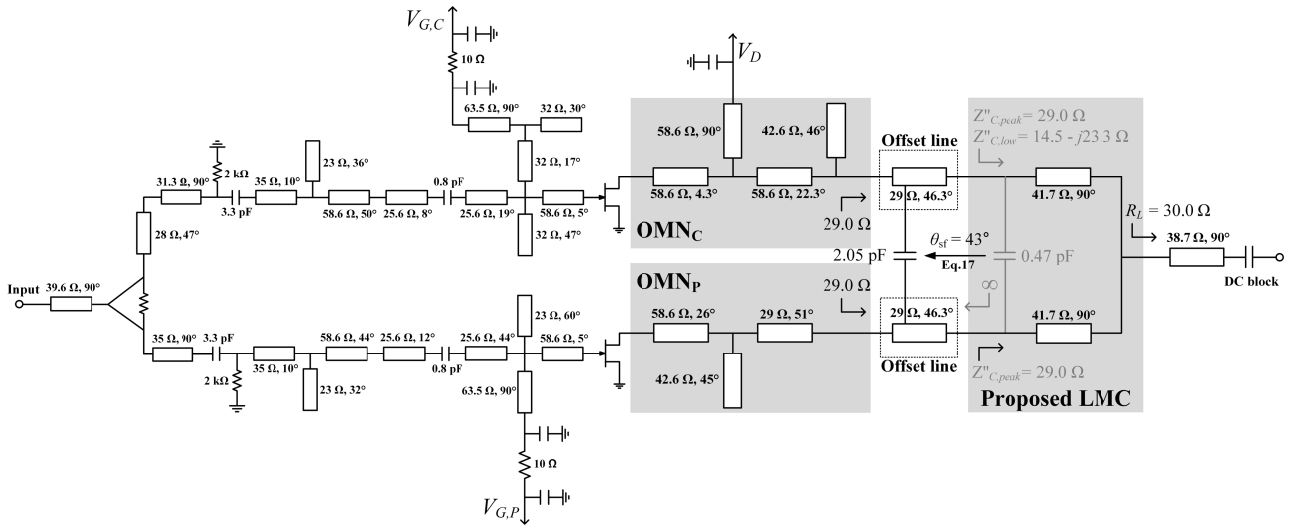 V_{G,C}
10 Ω
63.5 Ω, 90°
32 Ω, 30°
32 Ω, 17°
2 kΩ
23 Ω, 36°
31.3 Ω, 90°
3.3 pF
35 Ω, 10°
58.6 Ω, 50°
25.6 Ω, 8°
0.8 pF
25.6 Ω, 19°
58.6 Ω, 5°
32 Ω, 47°
28 Ω, 47°
Input
39.6 Ω, 90°
35 Ω, 90°
3.3 pF
2 kΩ
35 Ω, 10°
23 Ω, 32°
58.6 Ω, 44°
25.6 Ω, 12°
0.8 pF
25.6 Ω, 44°
23 Ω, 60°
58.6 Ω, 5°
63.5 Ω, 90°
10 Ω
V_{G,P}
V_D
58.6 Ω, 90°
42.6 Ω, 46°
58.6 Ω, 4.3°
58.6 Ω, 22.3°
OMN_C
29.0 Ω
Offset line
29 Ω, 46.3°
Z"_{C,peak} = 29.0 Ω
Z"_{C,low} = 14.5 - j23.3 Ω
41.7 Ω, 90°
2.05 pF
θ_{sf} = 43°
Eq.17
0.47 pF
∞
R_L = 30.0 Ω
38.7 Ω, 90°
DC block
OMN_P
29.0 Ω
58.6 Ω, 26°
29 Ω, 51°
42.6 Ω, 45°
29 Ω, 46.3°
Offset line
41.7 Ω, 90°
Z"_{C,peak} = 29.0 Ω
Proposed LMC